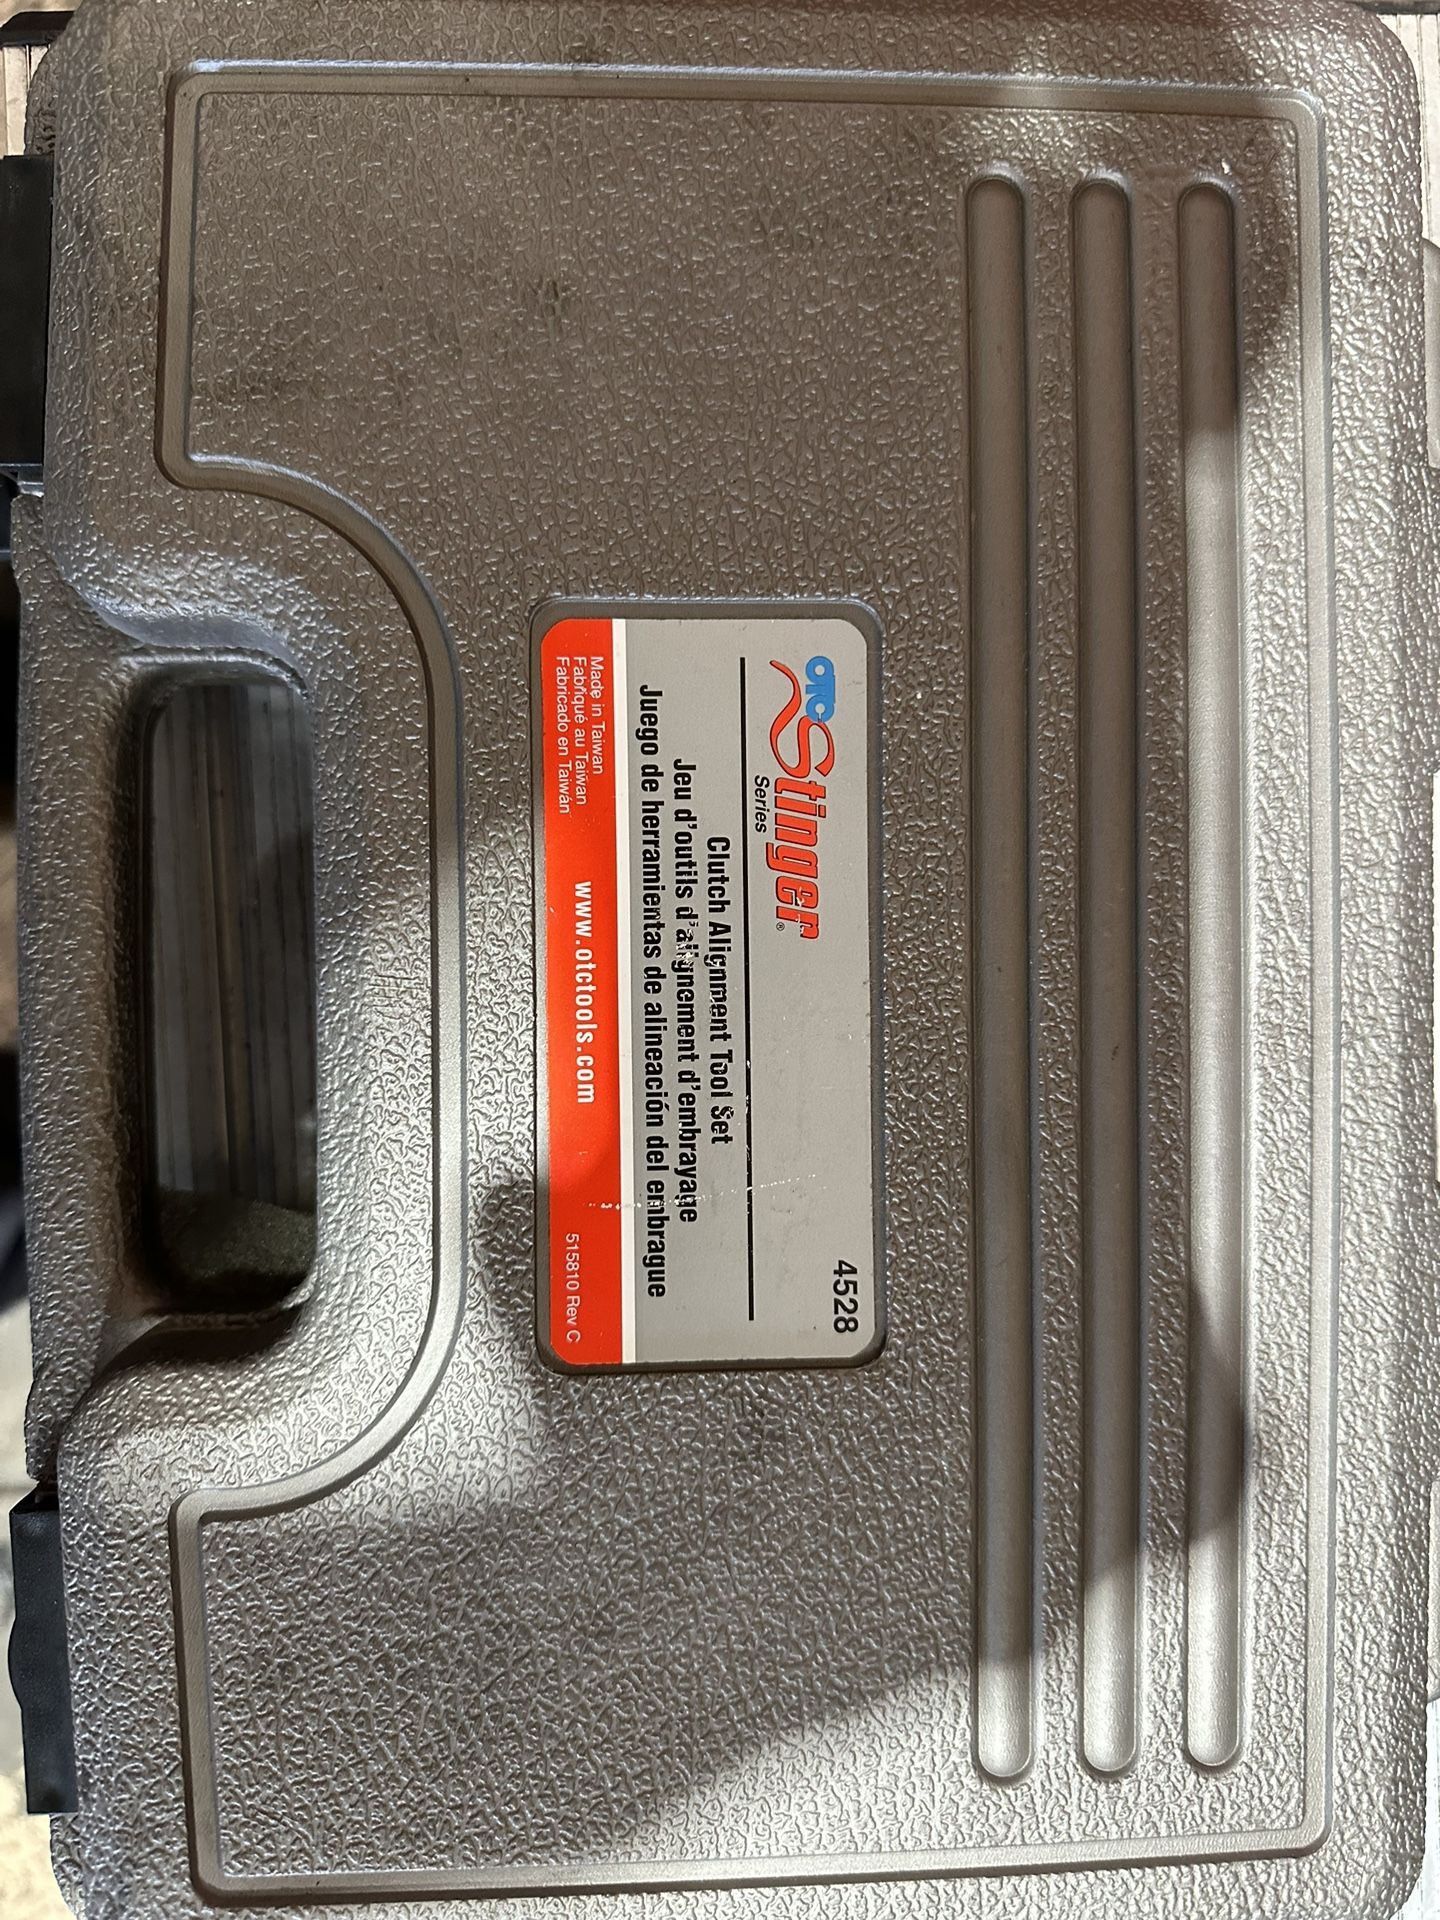 4528
OTC Stinger®
Series
Clutch Alignment Tool Set
Jeu d'outils d'alignement d'embrayage
Juego de herramientas de alineación del embrague
Made in Taiwan
Fabriqué au Taiwan
Fabricado en Taiwán
www.otctools.com
515810 Rev C